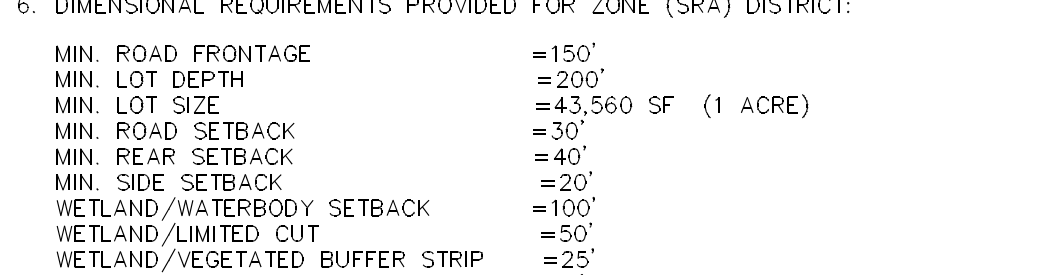 6. DIMENSIONAL REQUIREMENTS PROVIDED FOR ZONE (SRA) DISTRICT:
MIN. ROAD FRONTAGE =150'
MIN. LOT DEPTH =200'
MIN. LOT SIZE =43,560 SF (1 ACRE)
MIN. ROAD SETBACK =30'
MIN. REAR SETBACK =40'
MIN. SIDE SETBACK =20'
WETLAND/WATERBODY SETBACK =100'
WETLAND/LIMITED CUT =50'
WETLAND/VEGETATED BUFFER STRIP =25'